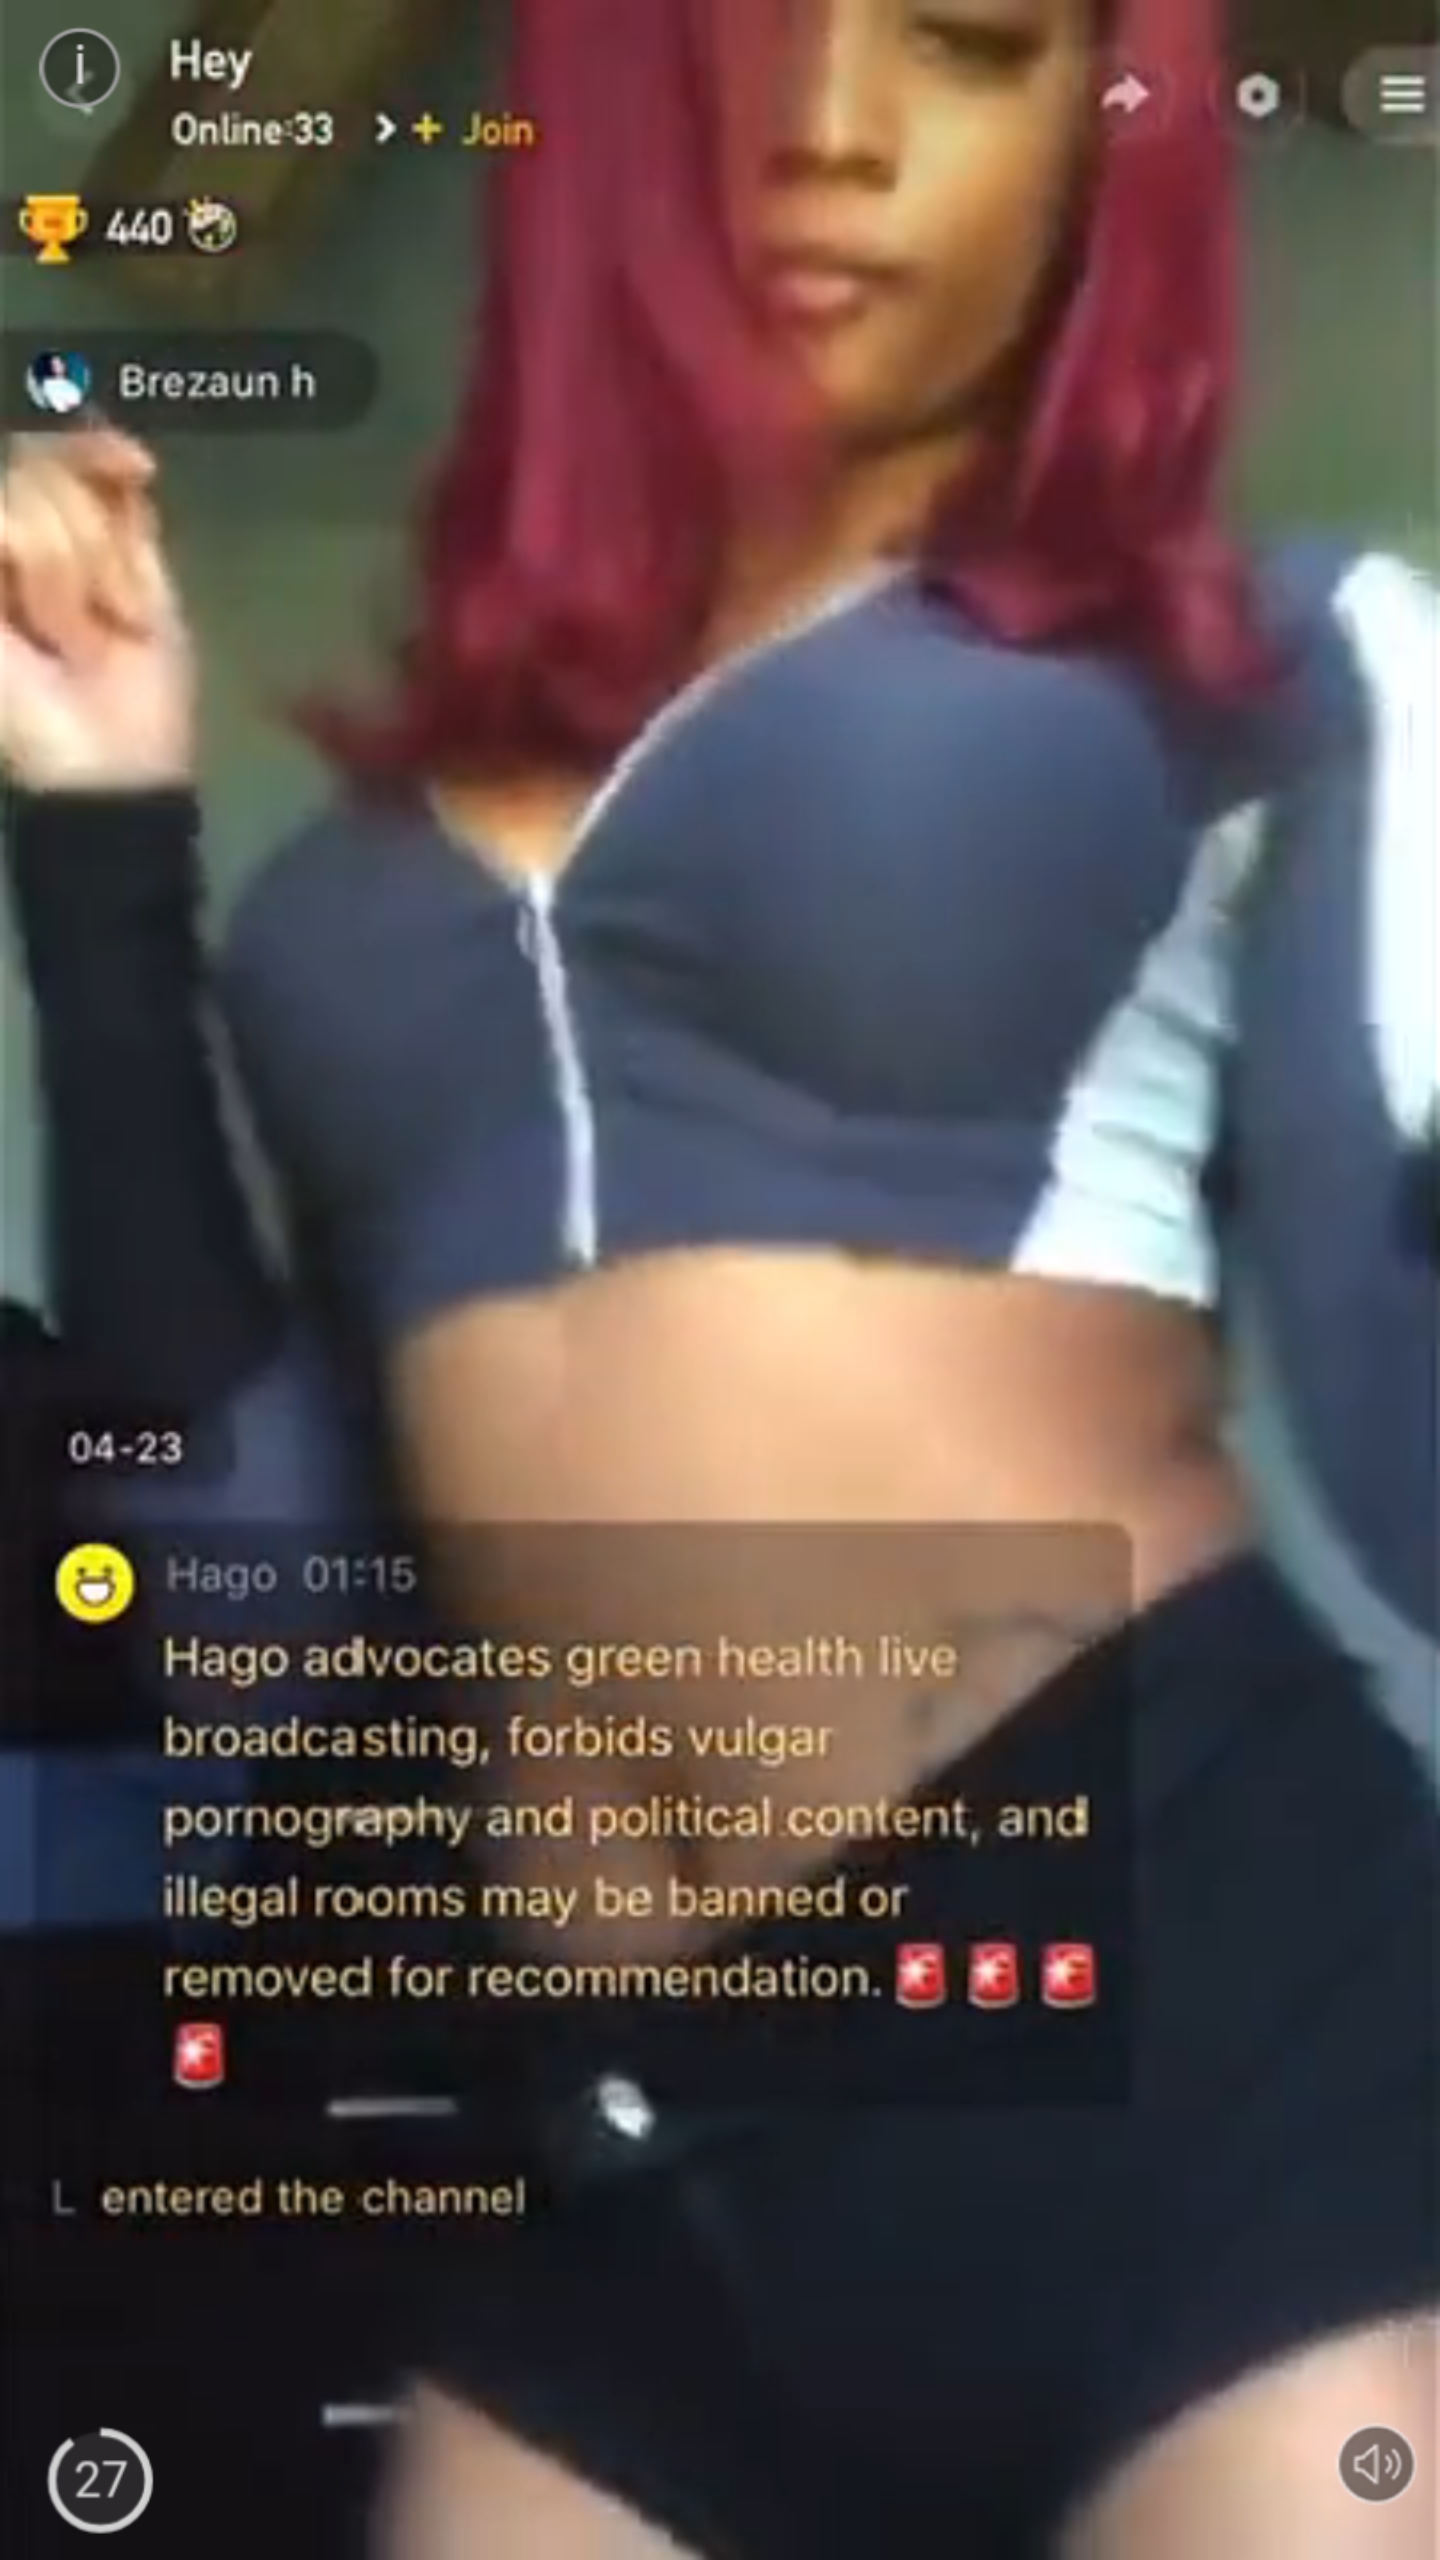 Hey
Online:33 > + Join
440
Brezaun h
04-23
Hago 01:15
Hago advocates green health live
broadcasting, forbids vulgar
pornography and political content, and
illegal rooms may be banned or
removed for recommendation.
L entered the channel
27